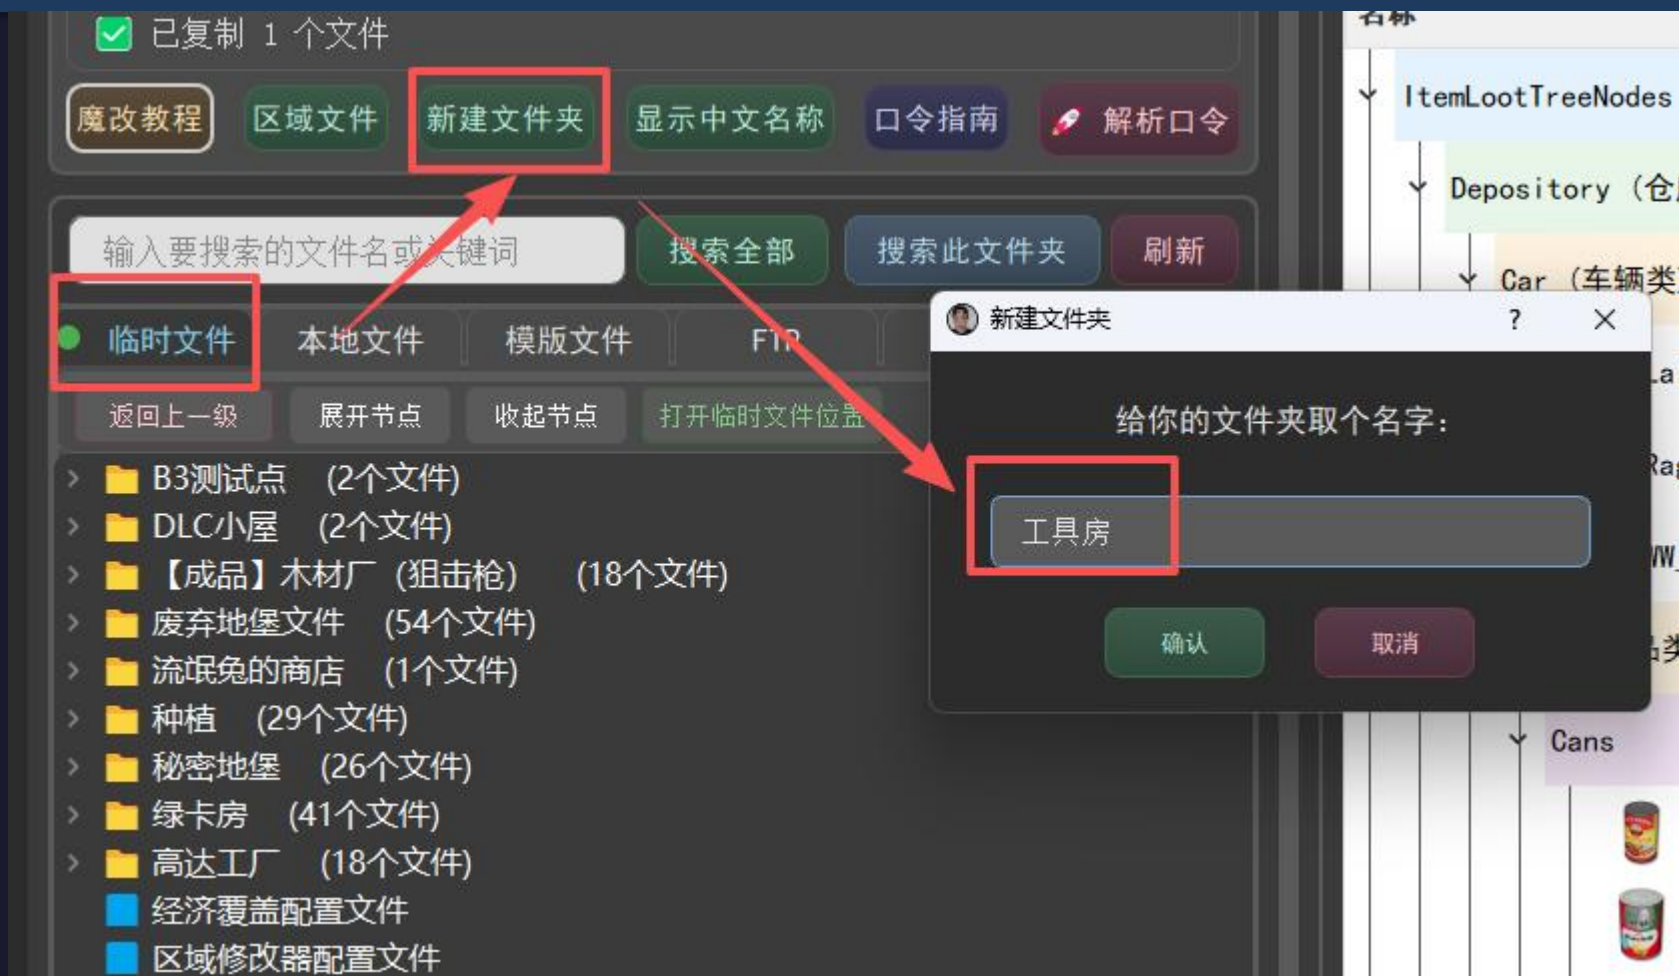 名称
已复制 1 个文件
魔改教程 区域文件 新建文件夹 显示中文名称 口令指南 解析口令
ItemLootTreeNodes
Depository (仓
输入要搜索的文件名或关键词 搜索全部 搜索此文件夹 刷新
Car (车辆类
临时文件 本地文件 模版文件 FTP
新建文件夹 ? ×
返回上一级 展开节点 收起节点 打开临时文件位置
给你的文件夹取个名字:
工具房
确认 取消
B3测试点 (2个文件)
DLC小屋 (2个文件)
【成品】木材厂 (狙击枪) (18个文件)
废弃地堡文件 (54个文件)
流氓兔的商店 (1个文件)
种植 (29个文件)
秘密地堡 (26个文件)
绿卡房 (41个文件)
高达工厂 (18个文件)
经济覆盖配置文件
区域修改器配置文件
Cans